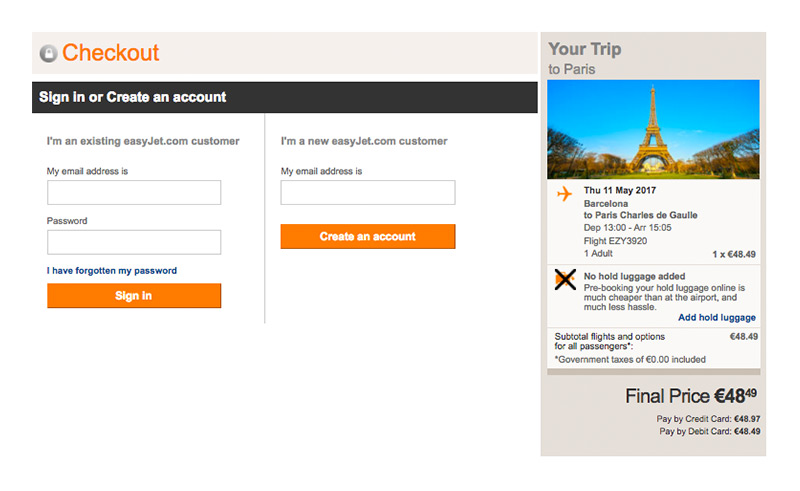 Checkout
Sign in or Create an account
I'm an existing easyJet.com customer
My email address is
Password
I have forgotten my password
Sign in
I'm a new easyJet.com customer
My email address is
Create an account
Your Trip
to Paris
Thu 11 May 2017
Barcelona
to Paris Charles de Gaulle
Dep 13:00 - Arr 15:05
Flight EZY3920
1 Adult 1 x €48.49
No hold luggage added
Pre-booking your hold luggage online is
much cheaper than at the airport, and
much less hassle.
Add hold luggage
Subtotal flights and options €48.49
for all passengers*:
*Government taxes of €0.00 included
Final Price €48⁴⁹
Pay by Credit Card: €48.97
Pay by Debit Card: €48.49